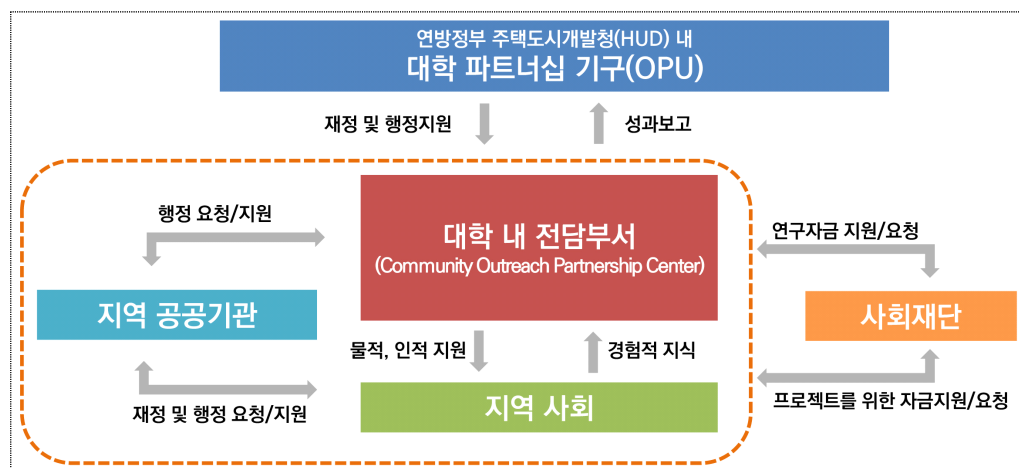 연방정부 주택도시개발청(HUD) 내
대학 파트너십 기구(OPU)
재정 및 행정지원
성과보고
행정 요청/지원
대학 내 전담부서
(Community Outreach Partnership Center)
연구자금 지원/요청
지역 공공기관
사회재단
물적, 인적 지원
경험적 지식
재정 및 행정 요청/지원
지역 사회
프로젝트를 위한 자금지원/요청